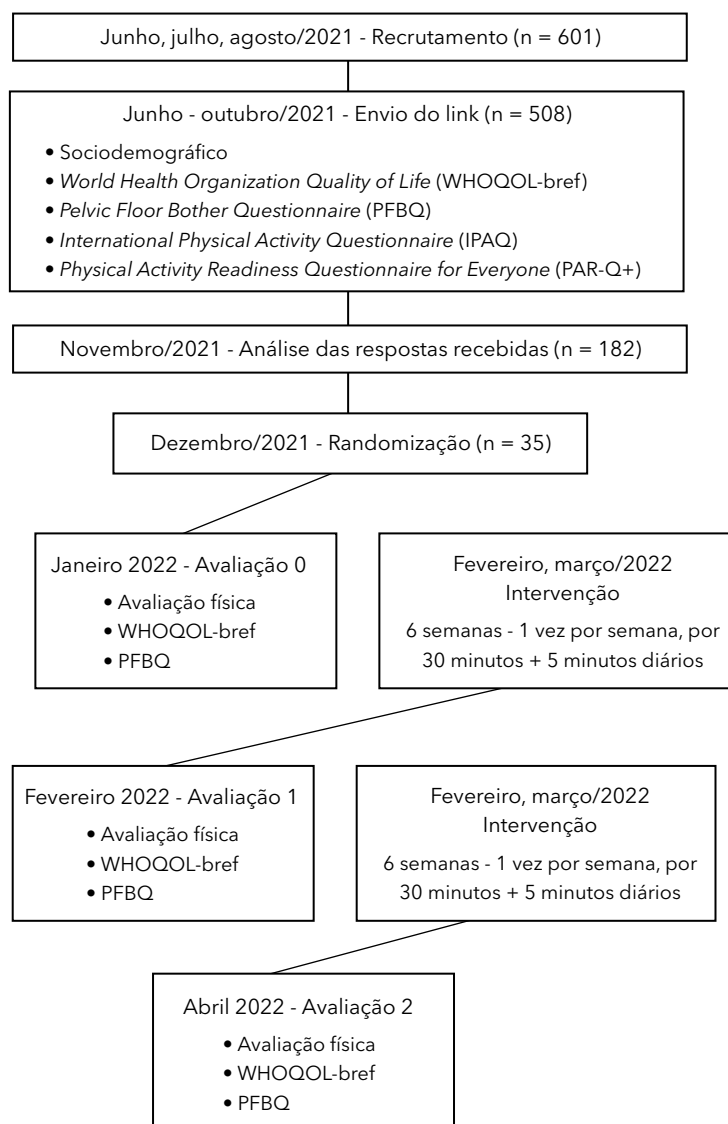 Junho, julho, agosto/2021 - Recrutamento (n = 601)
Junho - outubro/2021 - Envio do link (n = 508)
• Sociodemográfico
• World Health Organization Quality of Life (WHOQOL-bref)
• Pelvic Floor Bother Questionnaire (PFBQ)
• International Physical Activity Questionnaire (IPAQ)
• Physical Activity Readiness Questionnaire for Everyone (PAR-Q+)
Novembro/2021 - Análise das respostas recebidas (n = 182)
Dezembro/2021 - Randomização (n = 35)
Janeiro 2022 - Avaliação 0
• Avaliação física
• WHOQOL-bref
• PFBQ
Fevereiro, março/2022
Intervenção
6 semanas - 1 vez por semana, por
30 minutos + 5 minutos diários
Fevereiro 2022 - Avaliação 1
• Avaliação física
• WHOQOL-bref
• PFBQ
Fevereiro, março/2022
Intervenção
6 semanas - 1 vez por semana, por
30 minutos + 5 minutos diários
Abril 2022 - Avaliação 2
• Avaliação física
• WHOQOL-bref
• PFBQ